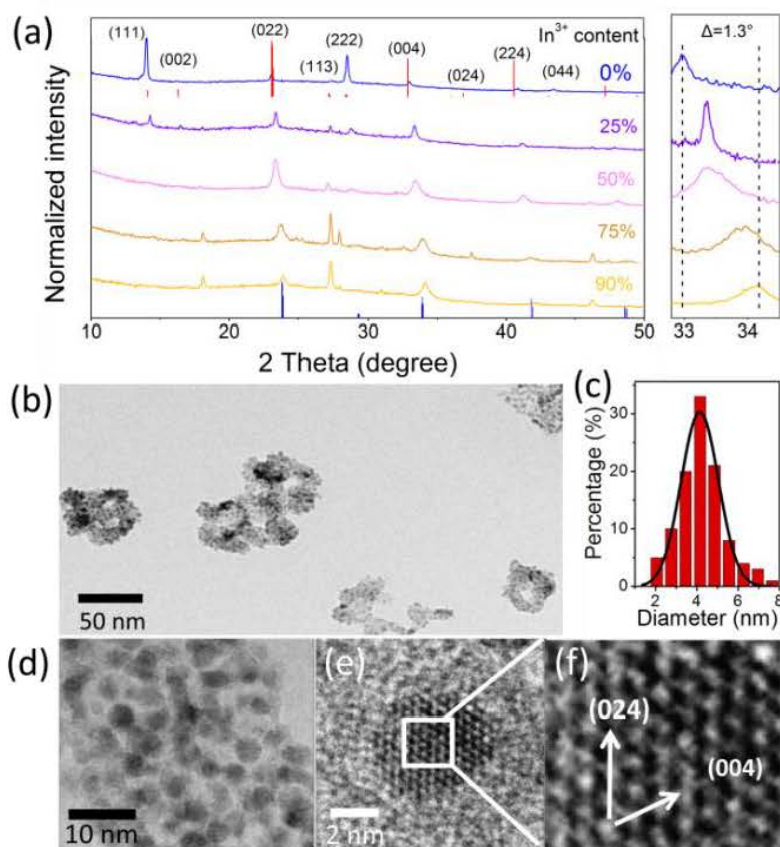 (a)
(111)
(002)
(022)
(113)
(222)
(004)
(024)
(224)
(044)
In³⁺ content
0%
25%
50%
75%
90%
Normalized intensity
10 20 30 40 50
2 Theta (degree)
Δ=1.3°
33 34
(b)
50 nm
(c)
Percentage (%)
30
20
10
0
2 4 6 8
Diameter (nm)
(d)
10 nm
(e)
2 nm
(f)
(024)
(004)